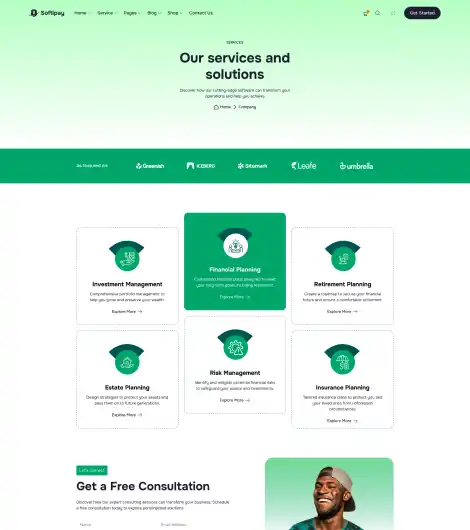 Softlipay
Home Service Pages Blog Shop Contact Us
Get Started
SERVICES
Our services and
solutions
Discover how our cutting-edge software can transform your
operations and help you achieve.
Home > Company
As Featured in:
Greenish
ICEBERG
Sitemark
Leafe
umbrella
Investment Management
Comprehensive portfolio management to
help you grow and preserve your wealth.
Explore More →
Financial Planning
Customized financial plans
your long-term goals including retirement.
Explore More →
Retirement Planning
Create a roadmap to secure your financial
future and ensure a comfortable retirement.
Explore More →
Estate Planning
Design strategies to protect your assets and
pass them on to future generations.
Explore More →
Risk Management
Identify and mitigate potential financial risks
to safeguard your assets and investments.
Explore More →
Insurance Planning
Tailored insurance plans to protect you and
your loved ones from unforeseen
circumstances.
Explore More →
Get a Free Consultation
Discover how our expert consulting services can transform your business. Schedule
a free consultation today to explore personalized solutions
Name
Email Address